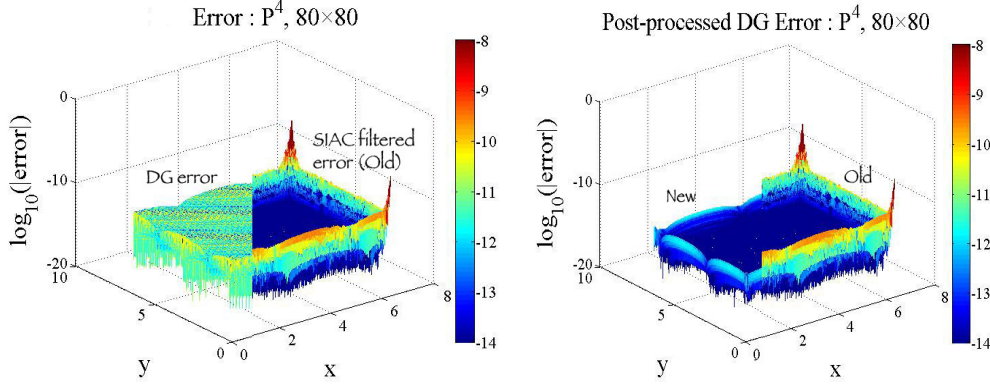 Error : P⁴, 80×80
-8
-9
-10
-11
-12
-13
-14
0
-10
-20
log₁₀(|error|)
10
5
0
y
0
2
4
6
8
x
DG error
SIAC filtered
error (Old)
Post-processed DG Error : P⁴, 80×80
-8
-9
-10
-11
-12
-13
-14
0
-10
-20
log₁₀(|error|)
10
5
0
y
0
2
4
6
8
x
New
Old